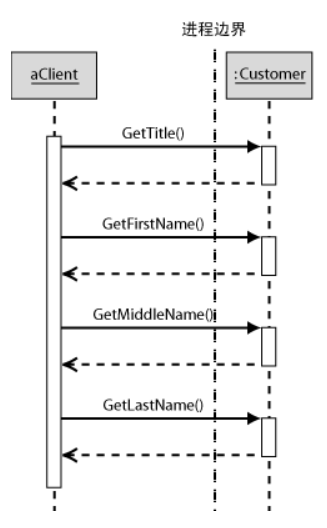 进程边界
aClient
:Customer
GetTitle()
GetFirstName()
GetMiddleName()
GetLastName()